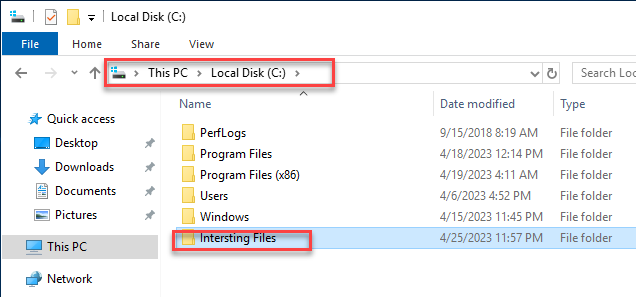 Local Disk (C:)
File Home Share View
This PC Local Disk (C:) Search Loc
Name Date modified Type
Quick access
Desktop
Downloads
Documents
Pictures
This PC
Network
PerfLogs 9/15/2018 8:19 AM File folder
Program Files 4/18/2023 12:14 PM File folder
Program Files (x86) 4/19/2023 4:11 AM File folder
Users 4/6/2023 4:52 PM File folder
Windows 4/15/2023 11:45 PM File folder
Intersting Files 4/25/2023 11:57 PM File folder